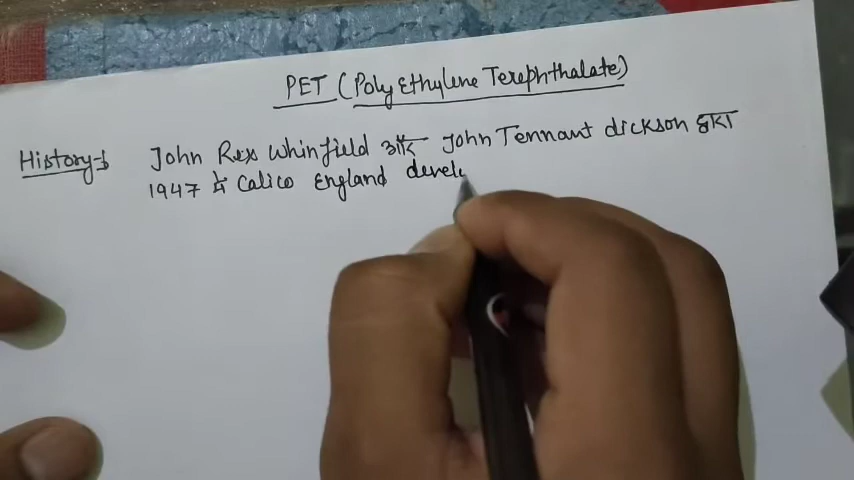 PET (Poly Ethylene Terephthalate)
History→ John Rex Whinfield और John Tennant dickson द्वारा
1947 में Calico England devel